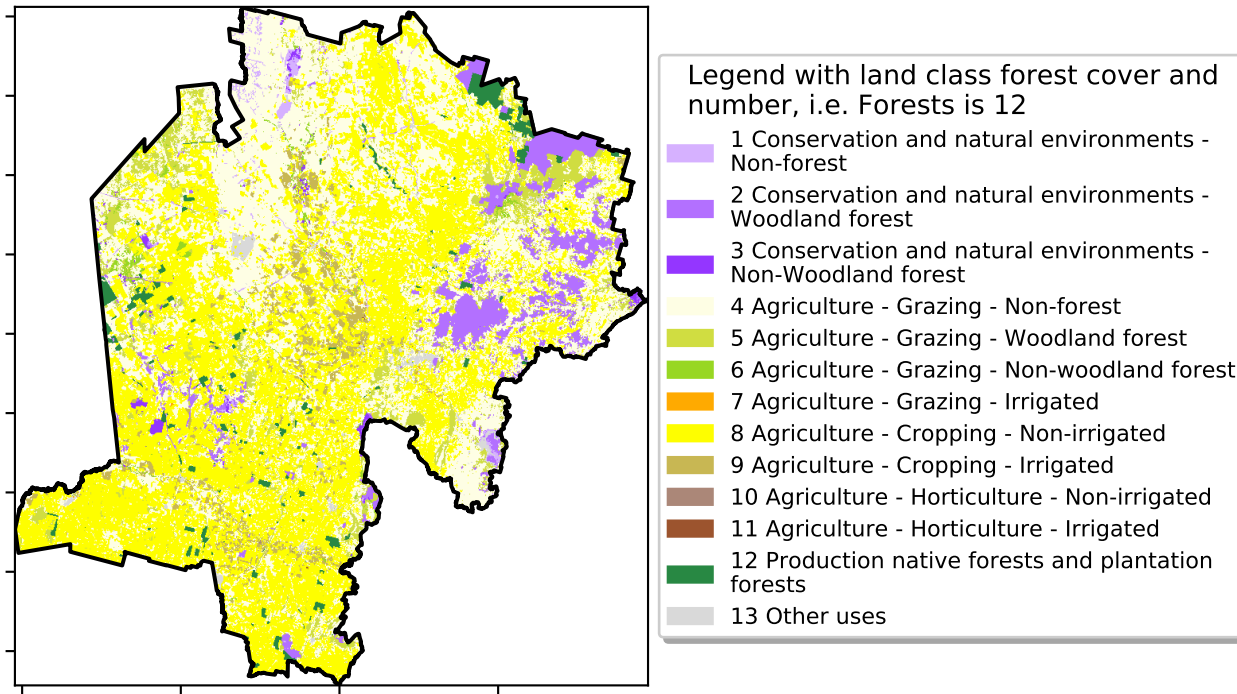 Legend with land class forest cover and
number, i.e. Forests is 12
1 Conservation and natural environments -
Non-forest
2 Conservation and natural environments -
Woodland forest
3 Conservation and natural environments -
Non-Woodland forest
4 Agriculture - Grazing - Non-forest
5 Agriculture - Grazing - Woodland forest
6 Agriculture - Grazing - Non-woodland forest
7 Agriculture - Grazing - Irrigated
8 Agriculture - Cropping - Non-irrigated
9 Agriculture - Cropping - Irrigated
10 Agriculture - Horticulture - Non-irrigated
11 Agriculture - Horticulture - Irrigated
12 Production native forests and plantation
forests
13 Other uses